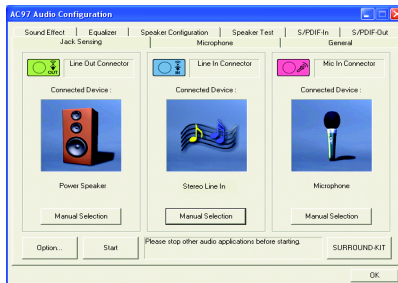 AC97 Audio Configuration
Sound Effect Equalizer Speaker Configuration Speaker Test S/PDIF-In S/PDIF-Out
Jack Sensing Microphone General
OUT Line Out Connector
IN Line In Connector
Mic In Connector
Connected Device : Connected Device : Connected Device :
Power Speaker Stereo Line In Microphone
Manual Selection Manual Selection Manual Selection
Option... Start Please stop other audio applications before starting. SURROUND-KIT
OK